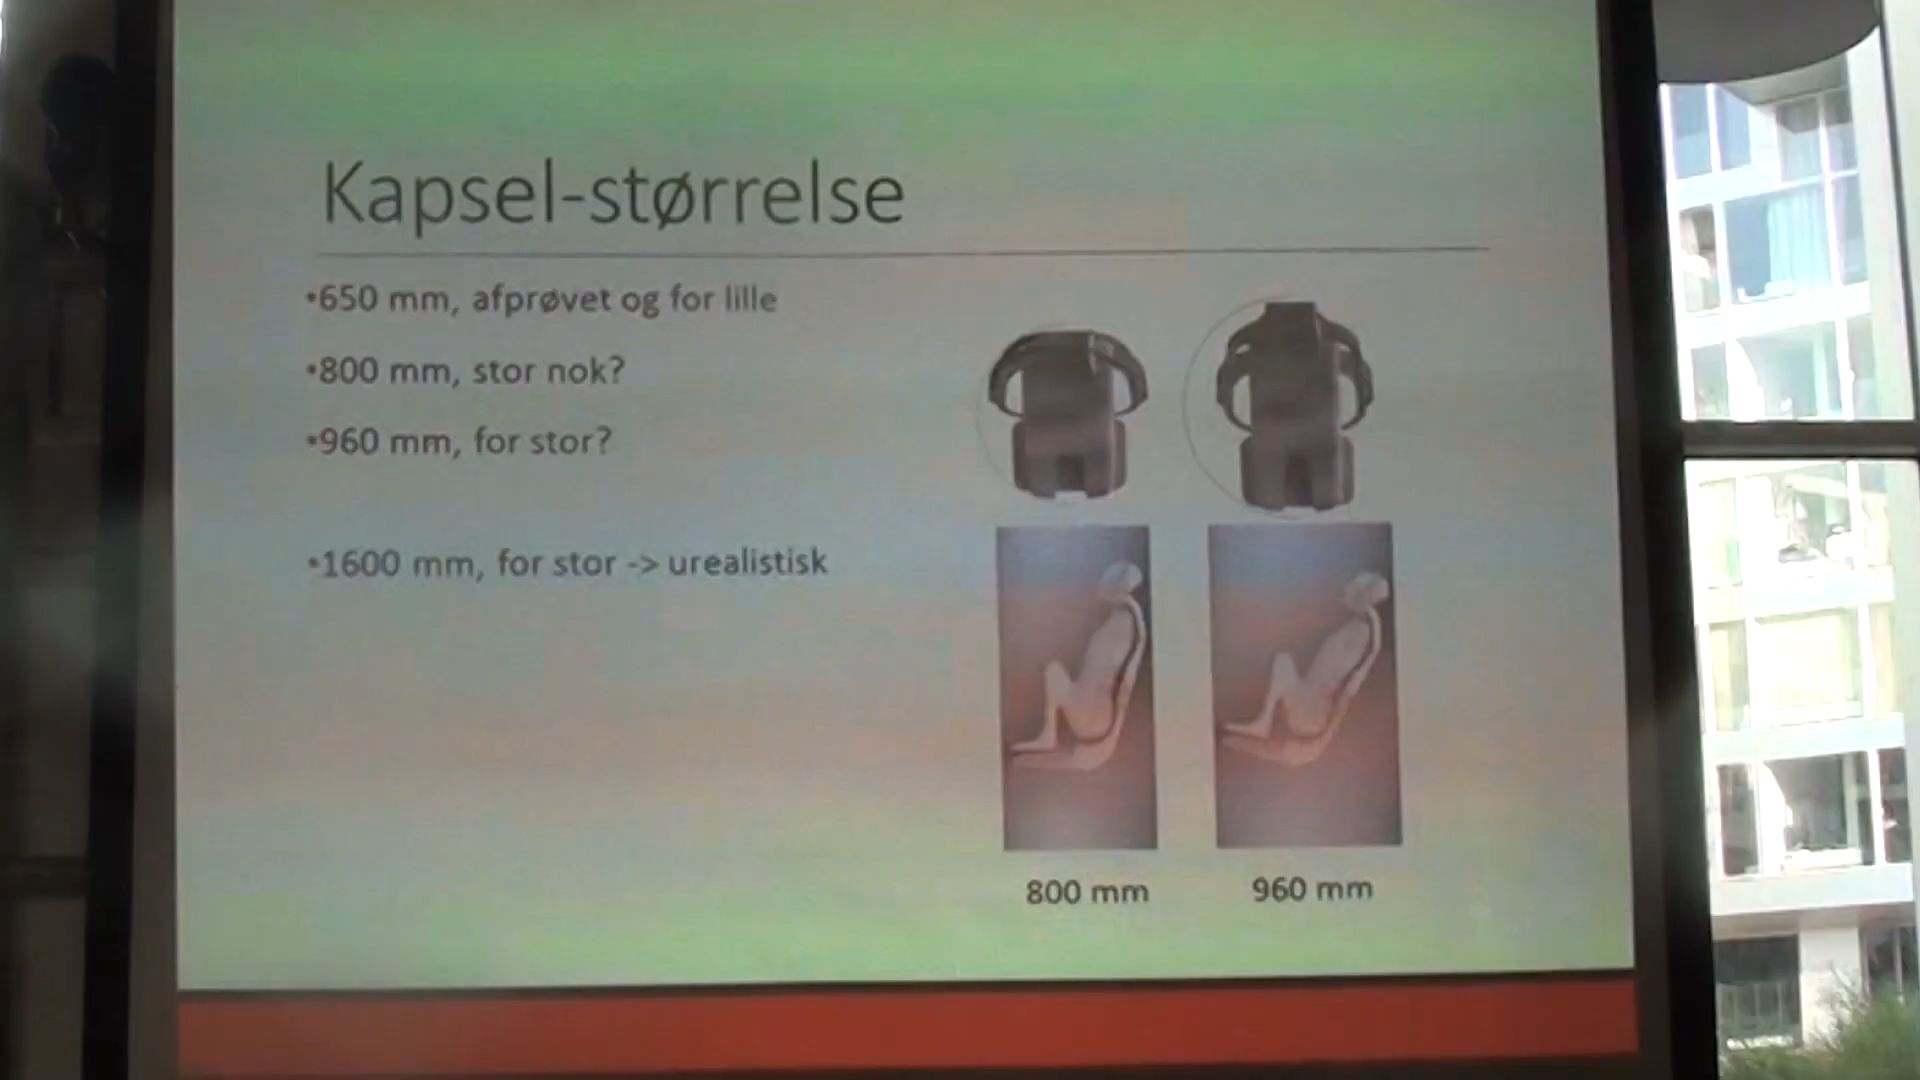 Kapsel-størrelse
•650 mm, afprøvet og for lille
•800 mm, stor nok?
•960 mm, for stor?
•1600 mm, for stor -> urealistisk
800 mm
960 mm